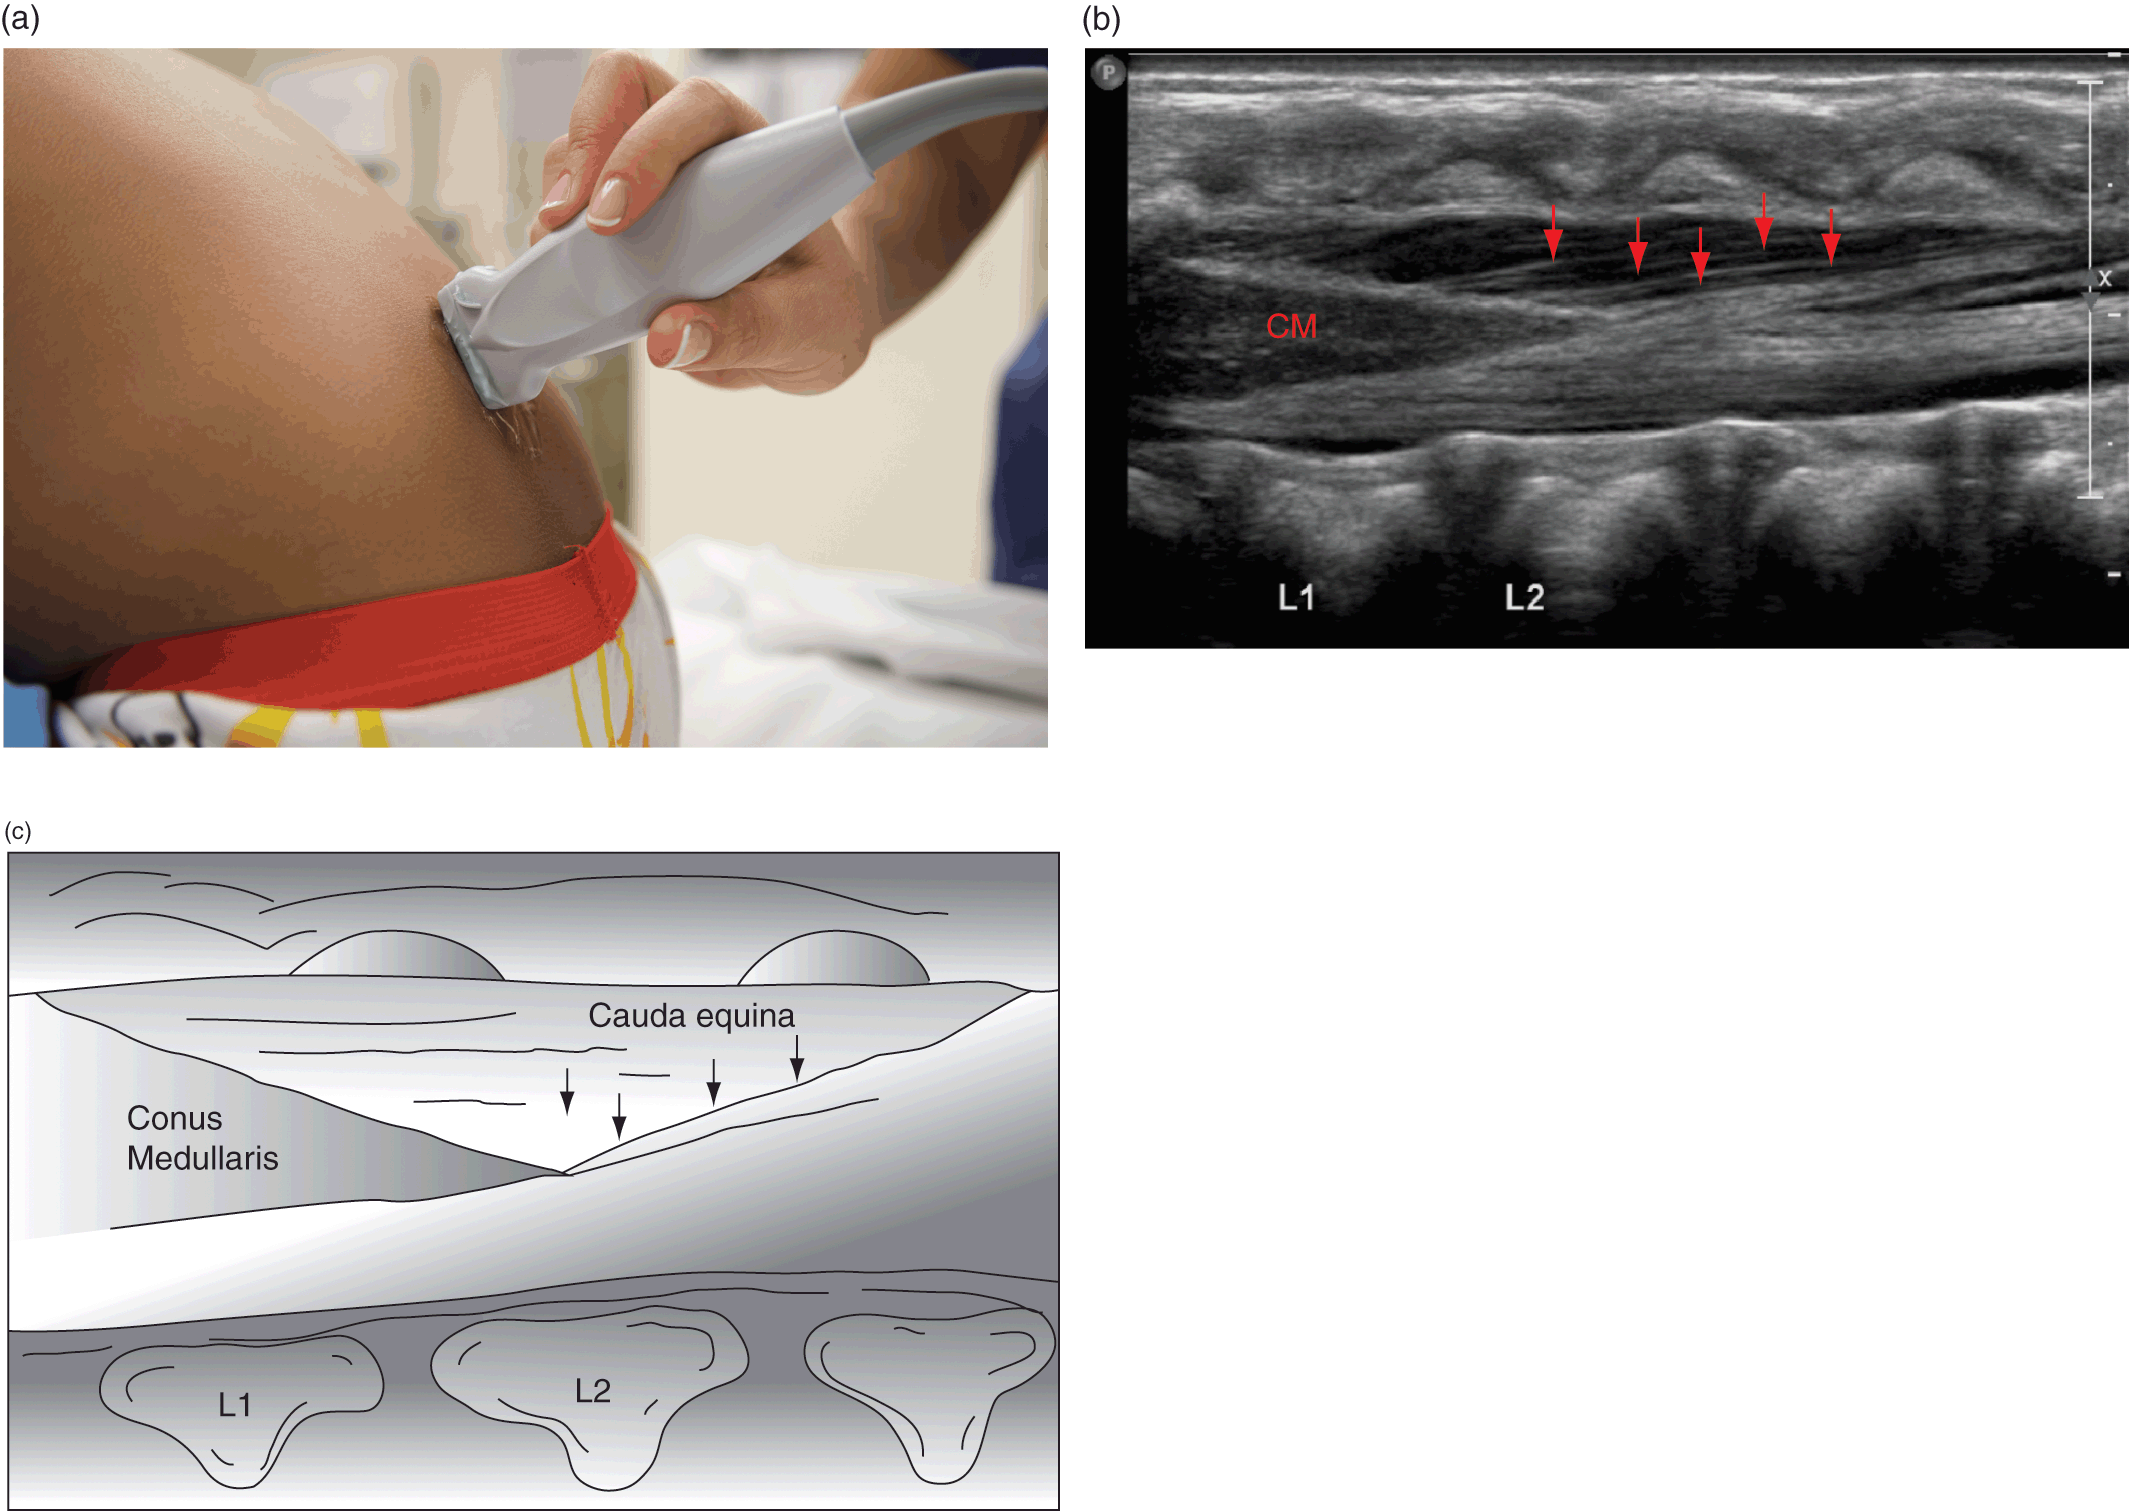 (a)
(b)
P
CM
X
L1 L2
(c)
Cauda equina
Conus
Medullaris
L1
L2